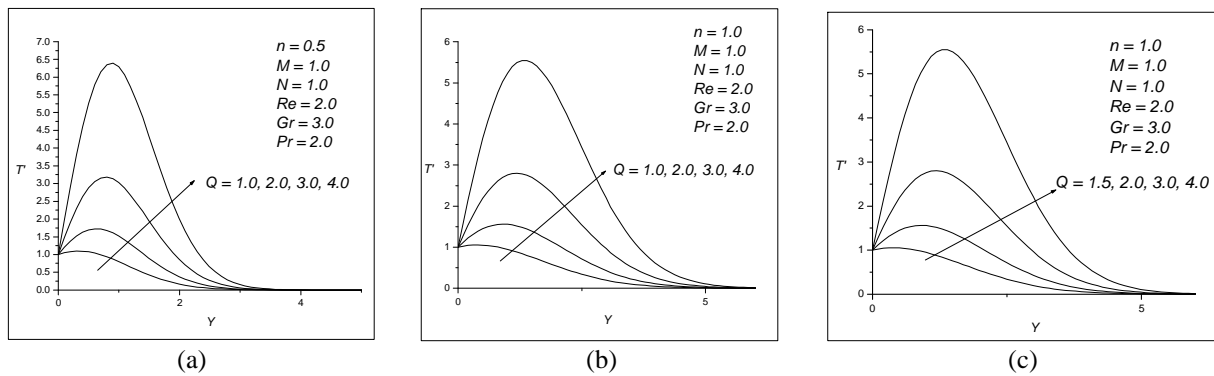 7.0
6.5
6.0
5.5
5.0
4.5
4.0
3.5
3.0
2.5
2.0
1.5
1.0
0.5
0.0
T'
0
2
4
Y
n = 0.5
M = 1.0
N = 1.0
Re = 2.0
Gr = 3.0
Pr = 2.0
Q = 1.0, 2.0, 3.0, 4.0
(a)
6
5
4
3
2
1
0
T'
0
5
Y
n = 1.0
M = 1.0
N = 1.0
Re = 2.0
Gr = 3.0
Pr = 2.0
Q = 1.0, 2.0, 3.0, 4.0
(b)
6
5
4
3
2
1
0
T'
0
5
Y
n = 1.0
M = 1.0
N = 1.0
Re = 2.0
Gr = 3.0
Pr = 2.0
Q = 1.5, 2.0, 3.0, 4.0
(c)